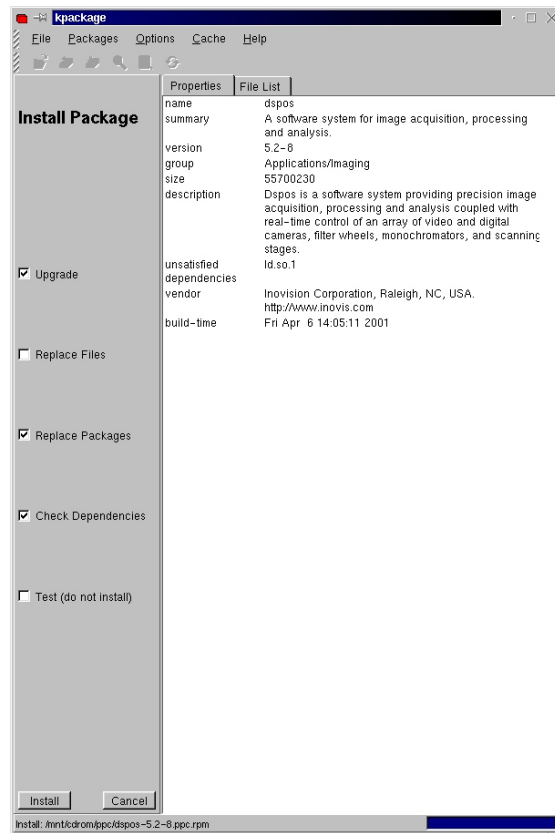 kpackage
File Packages Options Cache Help
Properties File List
Install Package
Upgrade
Replace Files
Replace Packages
Check Dependencies
Test (do not install)
Install Cancel
name dspos
summary A software system for image acquisition, processing
and analysis.
version 5.2-8
group Applications/Imaging
size 55700230
description Dspos is a software system providing precision image
acquisition, processing and analysis coupled with
real-time control of an array of video and digital
cameras, filter wheels, monochromators, and scanning
stages.
unsatisfied ld.so.1
dependencies
vendor Inovision Corporation, Raleigh, NC, USA.
http://www.inovis.com
build-time Fri Apr 6 14:05:11 2001
Install: /mnt/cdrom/ppc/dspos-5.2-8.ppc.rpm